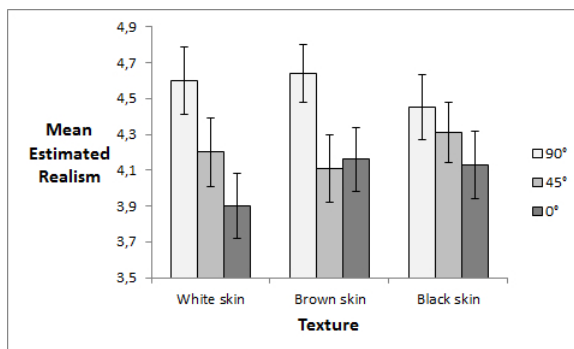 4,9
4,7
4,5
4,3
4,1
3,9
3,7
3,5
Mean
Estimated
Realism
White skin Brown skin Black skin
Texture
90°
45°
0°